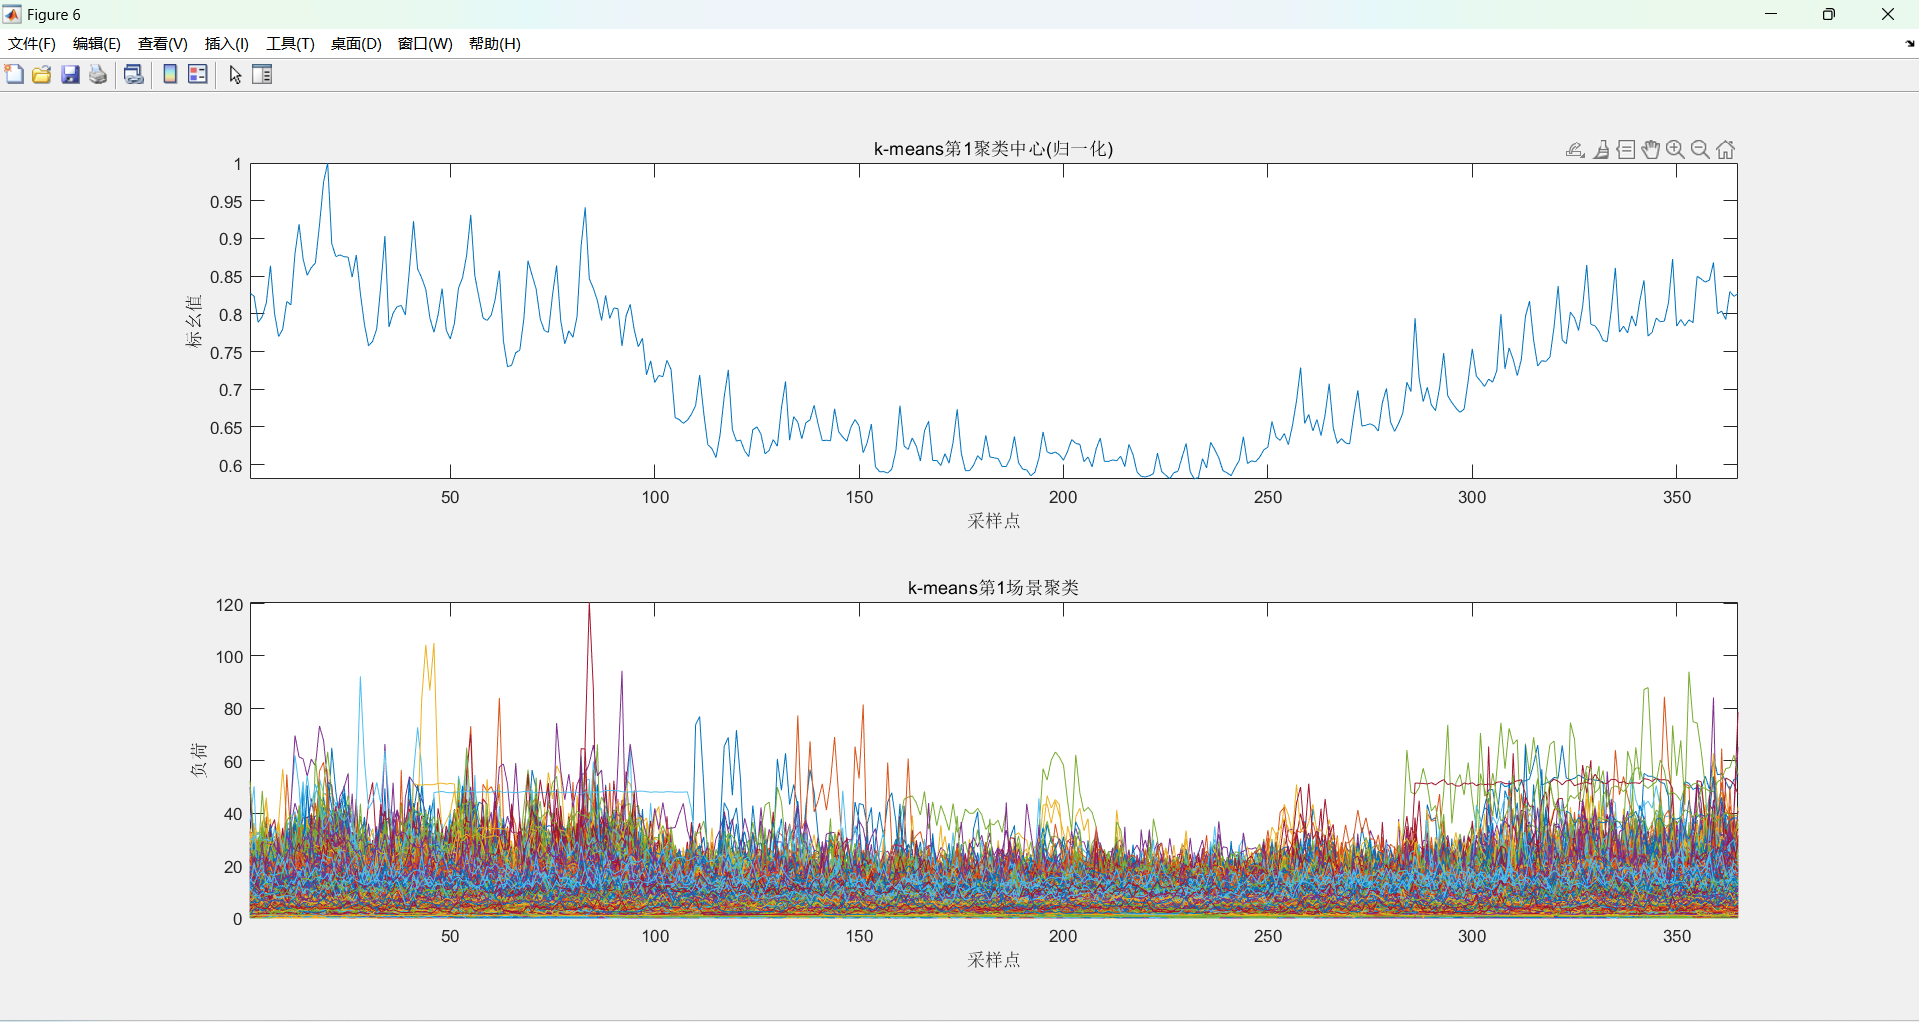 Figure 6
文件(F) 编辑(E) 查看(V) 插入(I) 工具(T) 桌面(D) 窗口(W) 帮助(H)
k-means第1聚类中心(归一化)
1
0.95
0.9
0.85
0.8
0.75
0.7
0.65
0.6
标幺值
50 100 150 200 250 300 350
采样点
k-means第1场景聚类
120
100
80
60
40
20
0
负荷
50 100 150 200 250 300 350
采样点